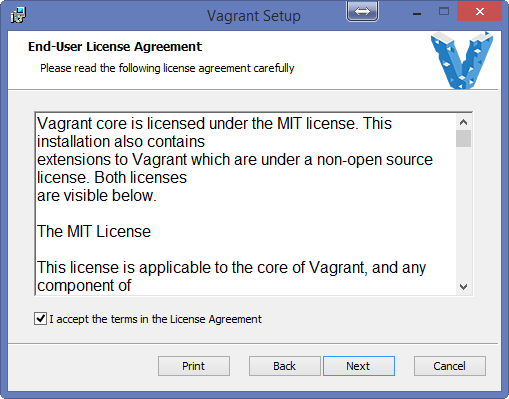 Vagrant Setup
End-User License Agreement
Please read the following license agreement carefully
Vagrant core is licensed under the MIT license. This
installation also contains
extensions to Vagrant which are under a non-open source
license. Both licenses
are visible below.
The MIT License
This license is applicable to the core of Vagrant, and any
component of
I accept the terms in the License Agreement
Print
Back
Next
Cancel